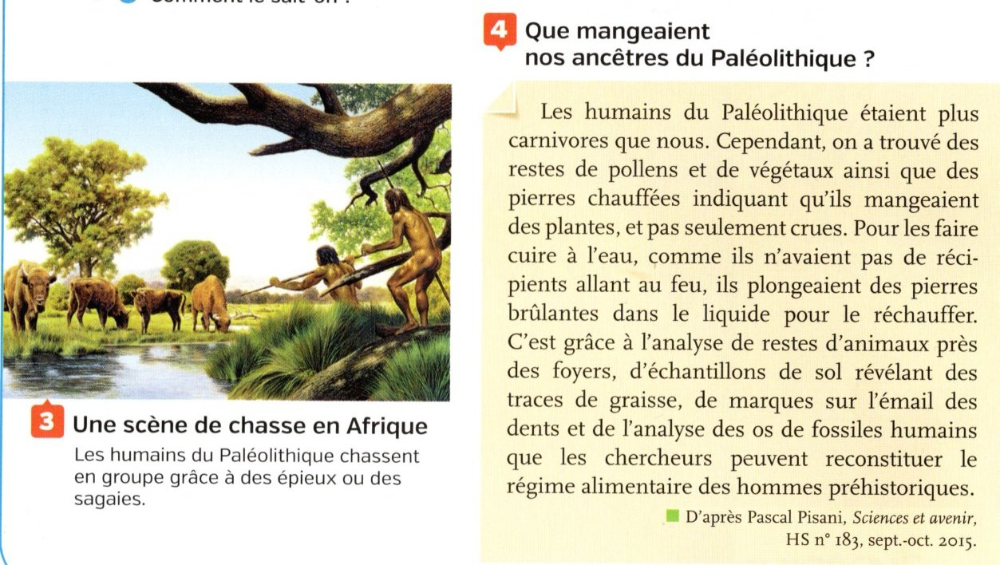 Comment le sait-on ?
3
Une scène de chasse en Afrique
Les humains du Paléolithique chassent
en groupe grâce à des épieux ou des
sagaies.
4
Que mangeaient
nos ancêtres du Paléolithique ?
Les humains du Paléolithique étaient plus
carnivores que nous. Cependant, on a trouvé des
restes de pollens et de végétaux ainsi que des
pierres chauffées indiquant qu’ils mangeaient
des plantes, et pas seulement crues. Pour les faire
cuire à l’eau, comme ils n’avaient pas de réci-
pients allant au feu, ils plongeaient des pierres
brûlantes dans le liquide pour le réchauffer.
C’est grâce à l’analyse de restes d’animaux près
des foyers, d’échantillons de sol révélant des
traces de graisse, de marques sur l’émail des
dents et de l’analyse des os de fossiles humains
que les chercheurs peuvent reconstituer le
régime alimentaire des hommes préhistoriques.
D’après Pascal Pisani, Sciences et avenir,
HS n° 183, sept.-oct. 2015.